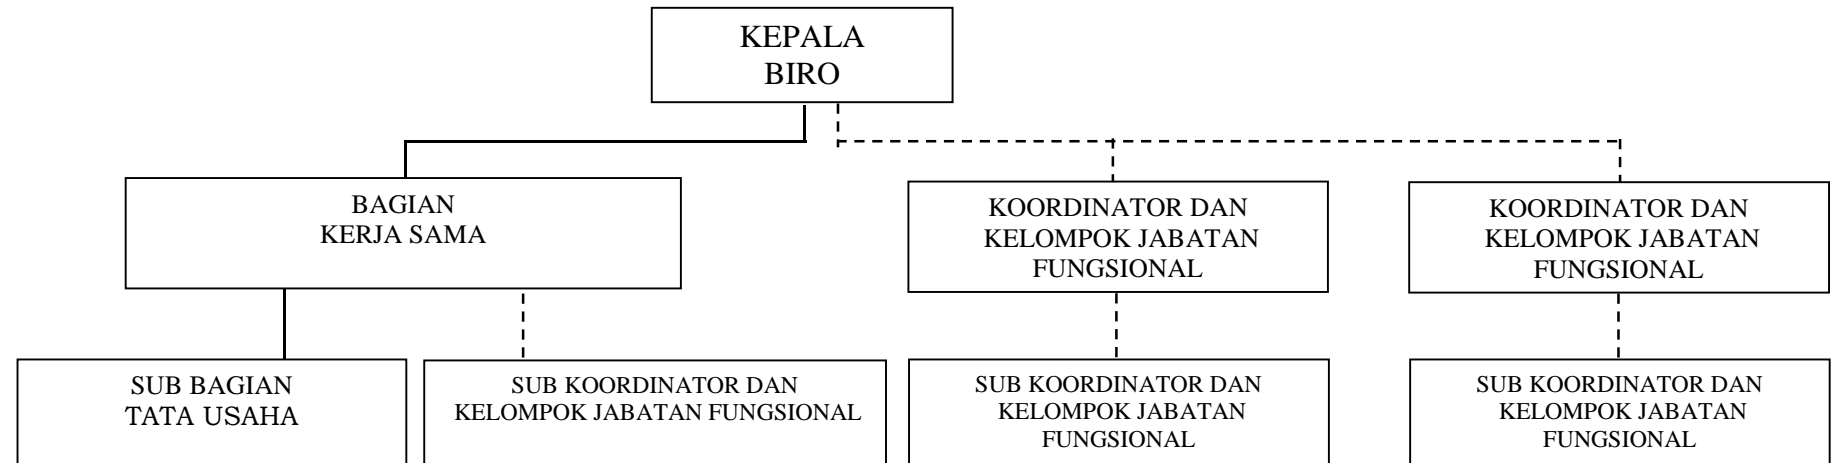 KEPALA
BIRO
BAGIAN
KERJA SAMA
KOORDINATOR DAN
KELOMPOK JABATAN
FUNGSIONAL
KOORDINATOR DAN
KELOMPOK JABATAN
FUNGSIONAL
SUB BAGIAN
TATA USAHA
SUB KOORDINATOR DAN
KELOMPOK JABATAN FUNGSIONAL
SUB KOORDINATOR DAN
KELOMPOK JABATAN
FUNGSIONAL
SUB KOORDINATOR DAN
KELOMPOK JABATAN
FUNGSIONAL